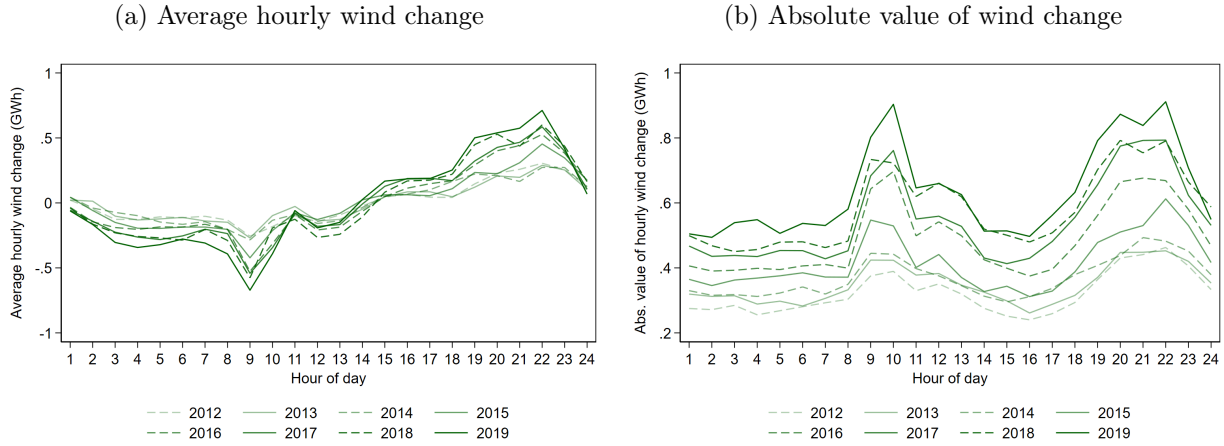 (a) Average hourly wind change
Average hourly wind change (GWh)
1
.5
0
-.5
-1
1 2 3 4 5 6 7 8 9 10 11 12 13 14 15 16 17 18 19 20 21 22 23 24
Hour of day
2012 2013 2014 2015
2016 2017 2018 2019
(b) Absolute value of wind change
Abs. value of hourly wind change (GWh)
1
.8
.6
.4
.2
1 2 3 4 5 6 7 8 9 10 11 12 13 14 15 16 17 18 19 20 21 22 23 24
Hour of day
2012 2013 2014 2015
2016 2017 2018 2019